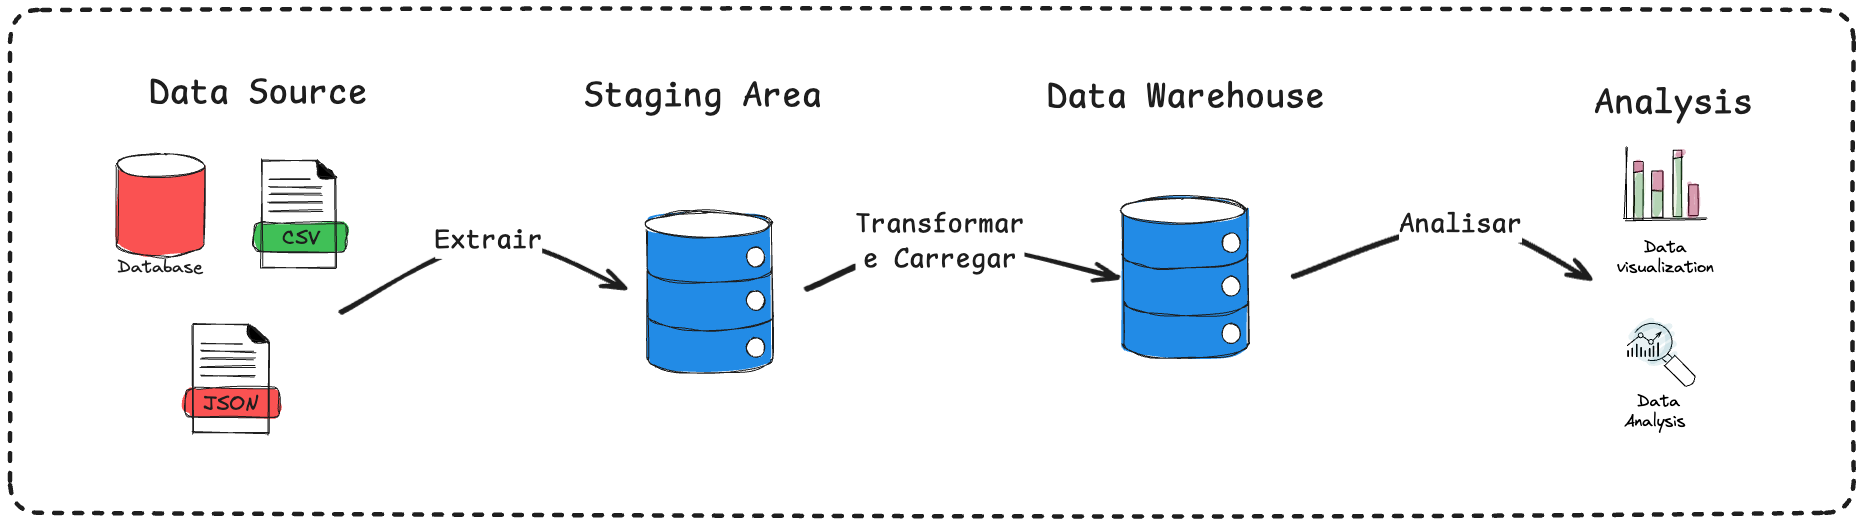 Data Source
Staging Area
Data Warehouse
Analysis
Database
CSV
JSON
Extrair
Transformar
e Carregar
Analisar
Data
visualization
Data
Analysis